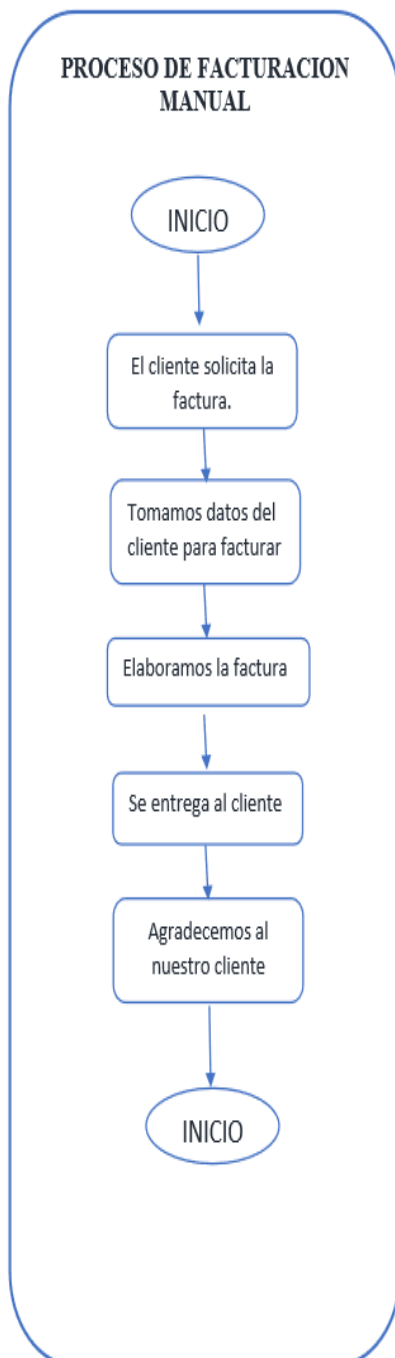 PROCESO DE FACTURACION
MANUAL
INICIO
El cliente solicita la
factura.
Tomamos datos del
cliente para facturar
Elaboramos la factura
Se entrega al cliente
Agradecemos al
nuestro cliente
INICIO